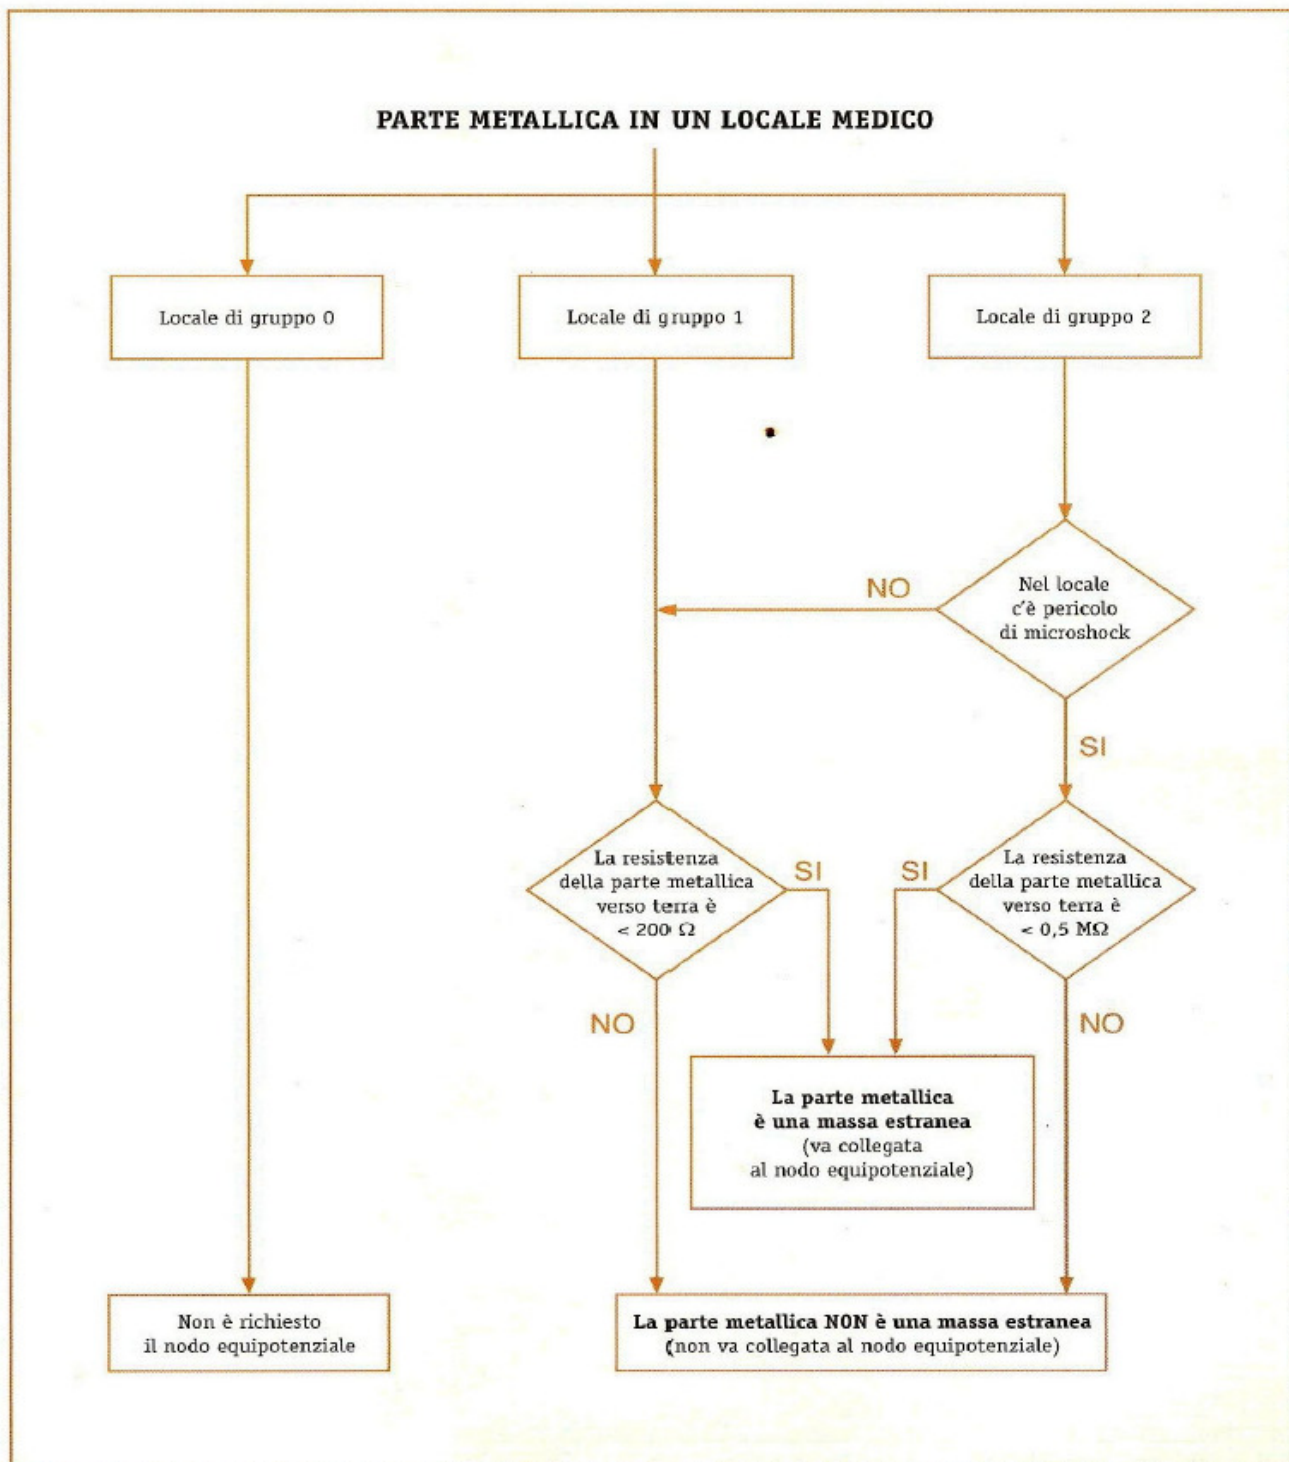 PARTE METALLICA IN UN LOCALE MEDICO
Locale di gruppo 0
Locale di gruppo 1
Locale di gruppo 2
Nel locale
c'è pericolo
di microshock
NO
SI
La resistenza
della parte metallica
verso terra è
< 200 Ω
SI
NO
La resistenza
della parte metallica
verso terra è
< 0,5 MΩ
SI
NO
La parte metallica
è una massa estranea
(va collegata
al nodo equipotenziale)
Non è richiesto
il nodo equipotenziale
La parte metallica NON è una massa estranea
(non va collegata al nodo equipotenziale)